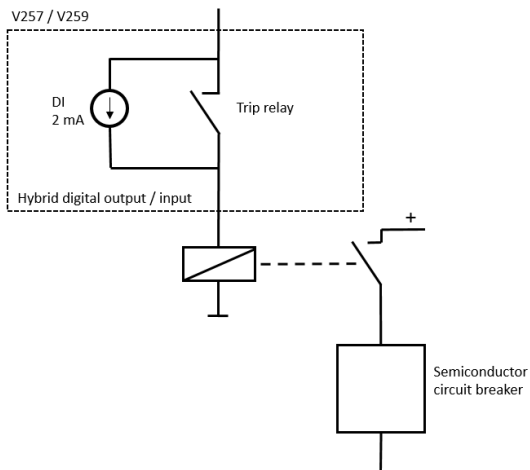 V257 / V259
DI
2 mA
Trip relay
Hybrid digital output / input
+
Semiconductor
circuit breaker